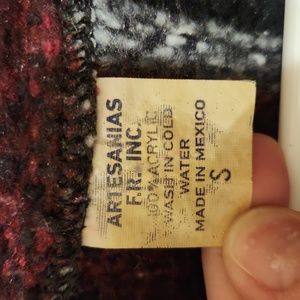 ARTESANIAS
F.R. INC.
100% ACRYLIC
WASH IN COLD
WATER
MADE IN MEXICO
S